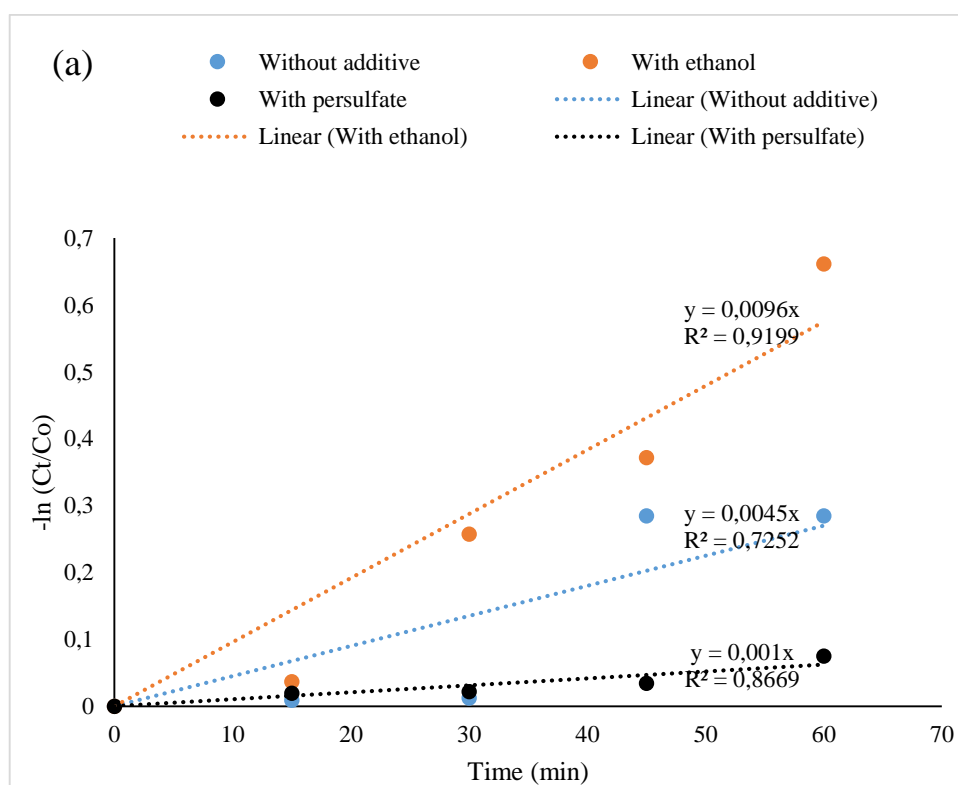 (a)
Without additive
With ethanol
With persulfate
Linear (Without additive)
Linear (With ethanol)
Linear (With persulfate)
-ln (Ct/Co)
0,7
0,6
0,5
0,4
0,3
0,2
0,1
0
y = 0,0096x
R² = 0,9199
y = 0,0045x
R² = 0,7252
y = 0,001x
R² = 0,8669
0 10 20 30 40 50 60 70
Time (min)